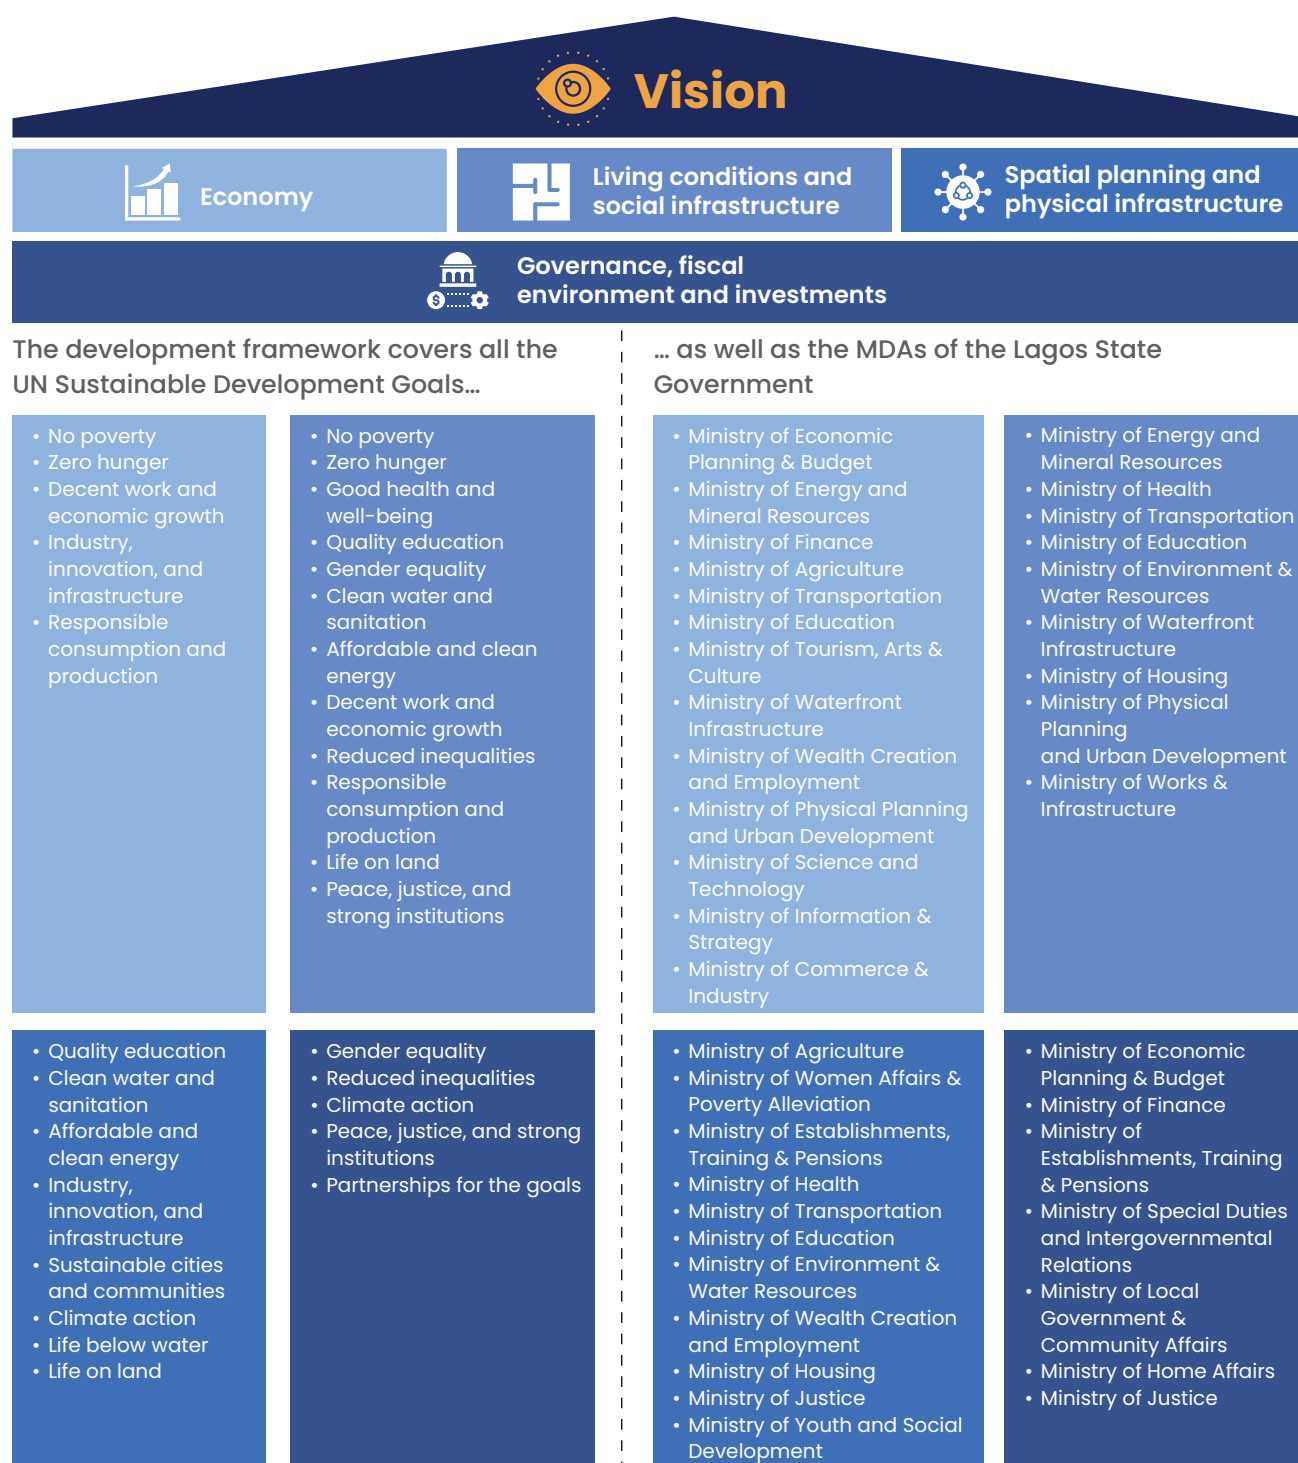 Vision
Economy
Living conditions and
social infrastructure
Spatial planning and
physical infrastructure
Governance, fiscal
environment and investments
The development framework covers all the
UN Sustainable Development Goals...
... as well as the MDAs of the Lagos State
Government
• No poverty
• Zero hunger
• Decent work and
economic growth
• Industry,
innovation, and
infrastructure
• Responsible
consumption and
production
• No poverty
• Zero hunger
• Good health and
well-being
• Quality education
• Gender equality
• Clean water and
sanitation
• Affordable and clean
energy
• Decent work and
economic growth
• Reduced inequalities
• Responsible
consumption and
production
• Life on land
• Peace, justice, and
strong institutions
• Ministry of Economic
Planning & Budget
• Ministry of Energy and
Mineral Resources
• Ministry of Finance
• Ministry of Agriculture
• Ministry of Transportation
• Ministry of Education
• Ministry of Tourism, Arts &
Culture
• Ministry of Waterfront
Infrastructure
• Ministry of Wealth Creation
and Employment
• Ministry of Physical Planning
and Urban Development
• Ministry of Science and
Technology
• Ministry of Information &
Strategy
• Ministry of Commerce &
Industry
• Ministry of Energy and
Mineral Resources
• Ministry of Health
• Ministry of Transportation
• Ministry of Education
• Ministry of Environment &
Water Resources
• Ministry of Waterfront
Infrastructure
• Ministry of Housing
• Ministry of Physical
Planning
and Urban Development
• Ministry of Works &
Infrastructure
• Quality education
• Clean water and
sanitation
• Affordable and
clean energy
• Industry,
innovation, and
infrastructure
• Sustainable cities
and communities
• Climate action
• Life below water
• Life on land
• Gender equality
• Reduced inequalities
• Climate action
• Peace, justice, and strong
institutions
• Partnerships for the goals
• Ministry of Agriculture
• Ministry of Women Affairs &
Poverty Alleviation
• Ministry of Establishments,
Training & Pensions
• Ministry of Health
• Ministry of Transportation
• Ministry of Education
• Ministry of Environment &
Water Resources
• Ministry of Wealth Creation
and Employment
• Ministry of Housing
• Ministry of Justice
• Ministry of Youth and Social
Development
• Ministry of Economic
Planning & Budget
• Ministry of Finance
• Ministry of
Establishments, Training
& Pensions
• Ministry of Special Duties
and Intergovernmental
Relations
• Ministry of Local
Government &
Community Affairs
• Ministry of Home Affairs
• Ministry of Justice